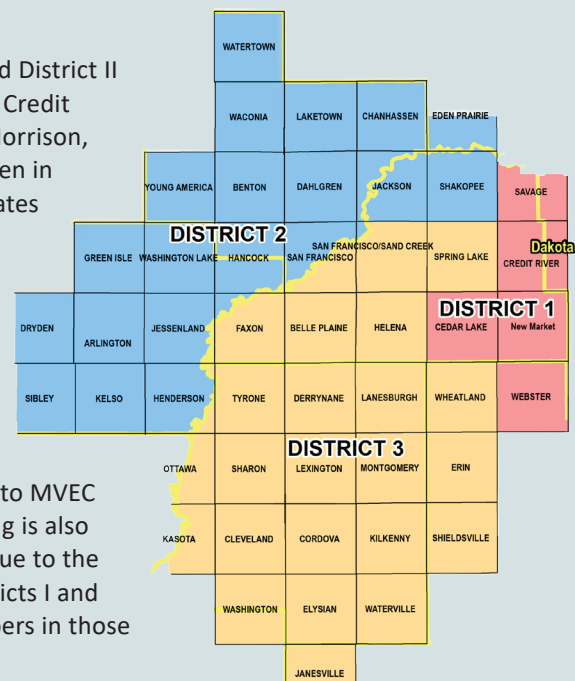 d District II
Credit
Morrison,
en in
ates
to MVEC
g is also
ue to the
icts I and
bers in those
WATERTOWN
WACONIA LAKETOWN CHANHASSEN EDEN PRAIRIE
YOUNG AMERICA BENTON DAHLGREN JACKSON SHAKOPEE SAVAGE
DISTRICT 2
SAN FRANCISCO/SAND CREEK Dakota
GREEN ISLE WASHINGTON LAKE HANCOCK SAN FRANCISCO SPRING LAKE CREDIT RIVER
DISTRICT 1
DRYDEN ARLINGTON JESSENLAND FAXON BELLE PLAINE HELENA CEDAR LAKE New Market
SIBLEY KELSO HENDERSON TYRONE DERRYNANE LANESBURGH WHEATLAND WEBSTER
DISTRICT 3
OTTAWA SHARON LEXINGTON MONTGOMERY ERIN
KASOTA CLEVELAND CORDOVA KILKENNY SHIELDSVILLE
WASHINGTON ELYSIAN WATERVILLE
JANESVILLE